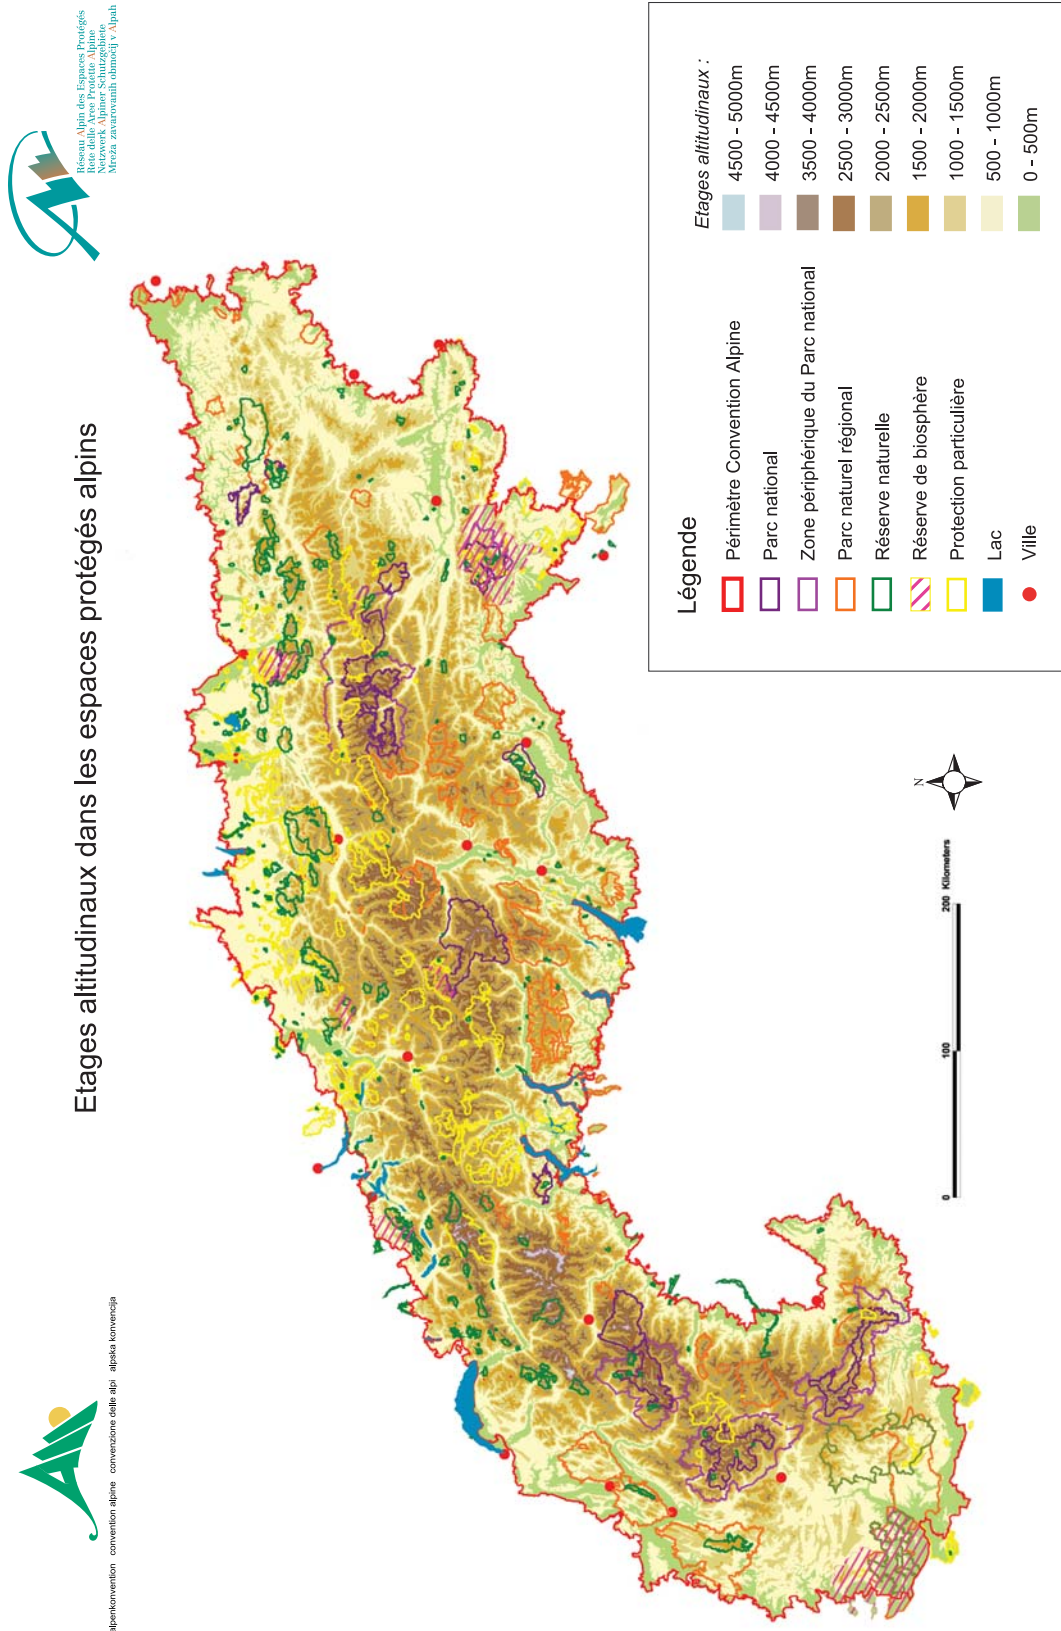 alpenkonvention convention alpine convenzione delle alpi alpska konvencija
Réseau Alpin des Espaces Protégés
Rete delle Aree Protette Alpine
Netzwerk Alpiner Schutzgebiete
Mreža zavarovanih območij v Alpah
Etages altitudinaux dans les espaces protégés alpins
N
0 100 200 Kilometers
Légende
Périmètre Convention Alpine
Parc national
Zone périphérique du Parc national
Parc naturel régional
Réserve naturelle
Réserve de biosphère
Protection particulière
Lac
Ville
Etages altitudinaux :
4500 - 5000m
4000 - 4500m
3500 - 4000m
2500 - 3000m
2000 - 2500m
1500 - 2000m
1000 - 1500m
500 - 1000m
0 - 500m